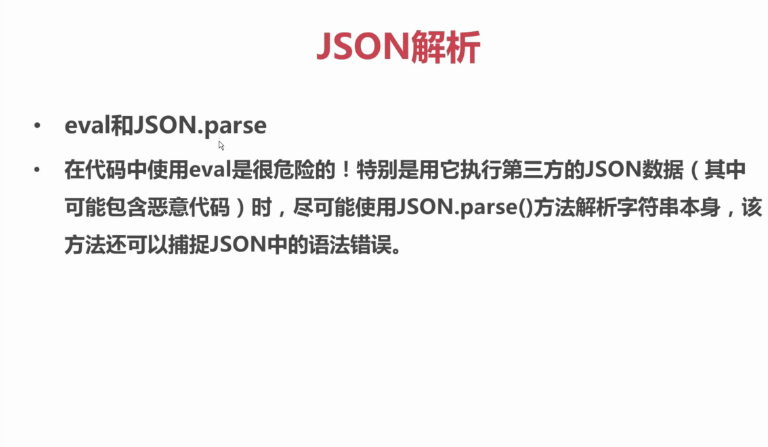 JSON解析
• eval和JSON.parse
• 在代码中使用eval是很危险的！特别是用它执行第三方的JSON数据（其中
可能包含恶意代码）时，尽可能使用JSON.parse()方法解析字符串本身，该
方法还可以捕捉JSON中的语法错误。